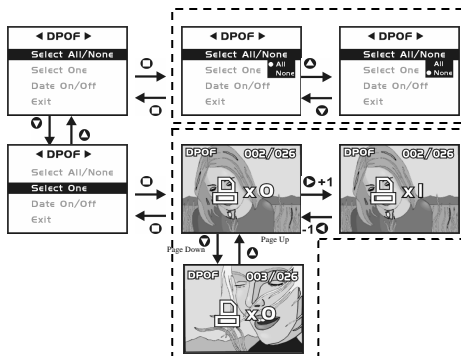 ◀ DPOF ▶
Select All/None
Select One
Date On/Off
Exit
◀ DPOF ▶
Select All/None
Select One
Date On/Off
Exit
All
None
◀ DPOF ▶
Select All/None
Select One
Date On/Off
Exit
All
None
◀ DPOF ▶
Select All/None
Select One
Date On/Off
Exit
DPOF 002/026
x0
+1
-1
DPOF 002/026
x1
Page Down
Page Up
DPOF 003/026
x0